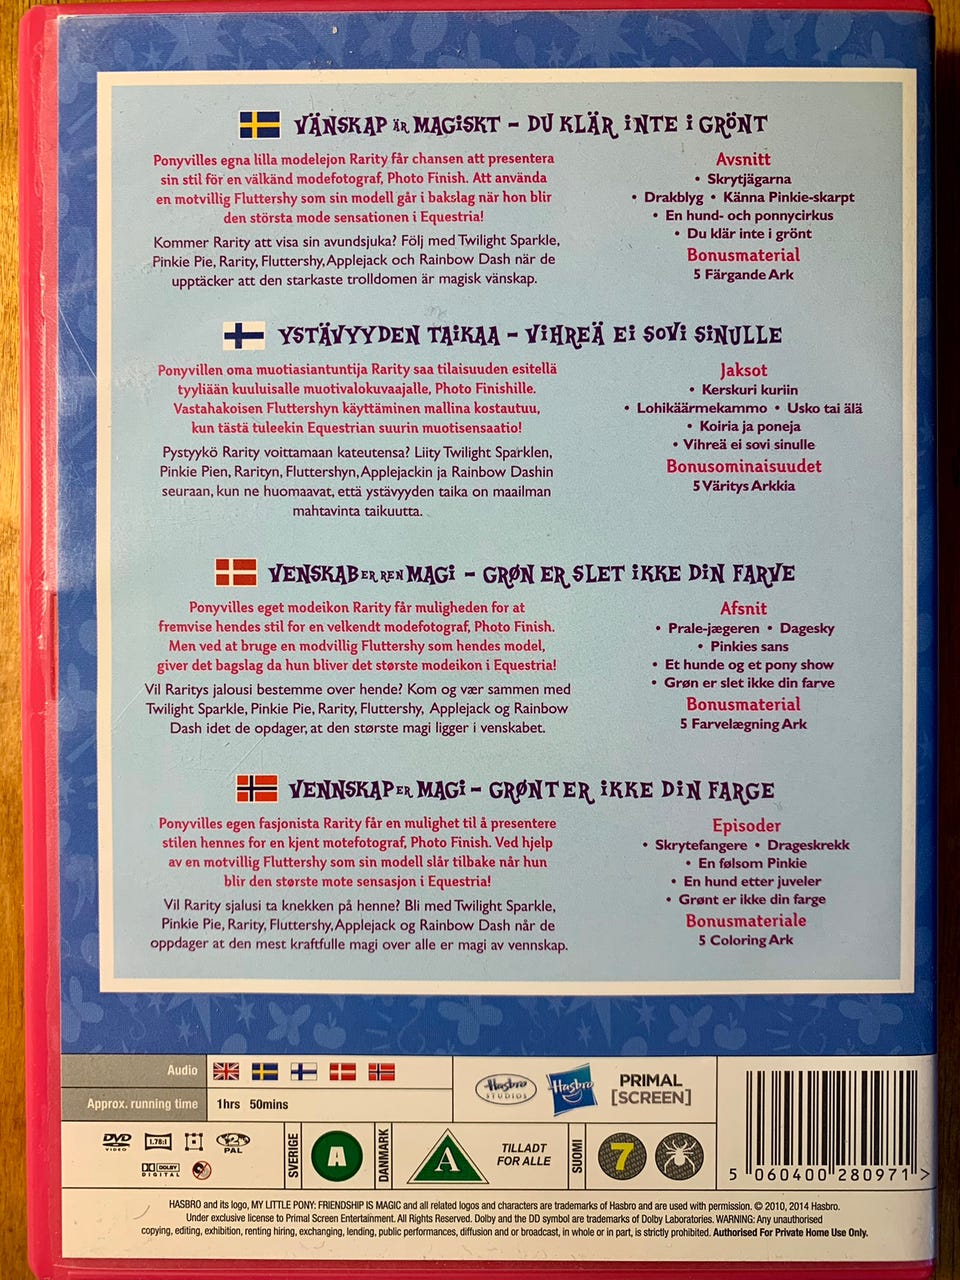 VÄNSKAP ÄR MAGISKT – DU KLÄR INTE I GRÖNT
Ponyvilles egna lilla modelejon Rarity får chansen att presentera
sin stil för en välkänd modefotograf, Photo Finish. Att använda
en motvillig Fluttershy som sin modell går i bakslag när hon blir
den största mode sensationen i Equestria!
Kommer Rarity att visa sin avundsjuka? Följ med Twilight Sparkle,
Pinkie Pie, Rarity, Fluttershy, Applejack och Rainbow Dash när de
upptäcker att den starkaste trolldomen är magisk vänskap.
Avsnitt
• Skrytjägarna
• Drakblyg • Känna Pinkie-skarpt
• En hund- och ponnycirkus
• Du klär inte i grönt
Bonusmaterial
5 Färgande Ark
YSTÄVYYDEN TAIKAA – VIHREÄ EI SOVI SINULLE
Ponyvillen oma muotiasiantuntija Rarity saa tilaisuuden esitellä
tyyliään kuuluisalle muotivalokuvaajalle, Photo Finishille.
Vastahakoisen Fluttershyn käyttäminen mallina kostautuu,
kun tästä tuleekin Equestrian suurin muotisensaatio!
Pystyykö Rarity voittamaan kateutensa? Liity Twilight Sparklen,
Pinkie Pien, Rarityn, Fluttershyn, Applejackin ja Rainbow Dashin
seuraan, kun ne huomaavat, että ystävyyden taika on maailman
mahtavinta taikuutta.
Jaksot
• Kerskuri kuriin
• Lohikäärmekammo • Usko tai älä
• Koiria ja poneja
• Vihreä ei sovi sinulle
Bonusominaisuudet
5 Väritys Arkkia
VENSKAB ER REN MAGI – GRØN ER SLET IKKE DIN FARVE
Ponyvilles eget modeikon Rarity får muligheden for at
fremvise hendes stil for en velkendt modefotograf, Photo Finish.
Men ved at bruge en modvillig Fluttershy som hendes model,
giver det bagslag da hun bliver det største modeikon i Equestria!
Vil Raritys jalousi bestemme over hende? Kom og vær sammen med
Twilight Sparkle, Pinkie Pie, Rarity, Fluttershy, Applejack og Rainbow
Dash idet de opdager, at den største magi ligger i venskabet.
Afsnit
• Prale-jægeren • Dagesky
• Pinkies sans
• Et hunde og et pony show
• Grøn er slet ikke din farve
Bonusmaterial
5 Farvelægning Ark
VENNSKAP ER MAGI – GRØNT ER IKKE DIN FARGE
Ponyvilles egen fasjonista Rarity får en mulighet til å presentere
stilen hennes for en kjent motefotograf, Photo Finish. Ved hjelp
av en motvillig Fluttershy som sin modell slår tilbake når hun
blir den største mote sensasjon i Equestria!
Vil Rarity sjalusi ta knekken på henne? Bli med Twilight Sparkle,
Pinkie Pie, Rarity, Fluttershy, Applejack og Rainbow Dash når de
oppdager at den mest kraftfulle magi over alle er magi av vennskap.
Episoder
• Skrytefangere • Drageskrekk
• En følsom Pinkie
• En hund etter juveler
• Grønt er ikke din farge
Bonusmateriale
5 Coloring Ark
Audio
Approx. running time 1hrs 50mins
Hasbro STUDIOS
Hasbro
PRIMAL [SCREEN]
DVD VIDEO
1.78:1
2 PAL
DOLBY DIGITAL
SVERIGE
A
DANMARK
A
TILLADT FOR ALLE
SUOMI
7
5 060400 280971 >
HASBRO and its logo, MY LITTLE PONY: FRIENDSHIP IS MAGIC and all related logos and characters are trademarks of Hasbro and are used with permission. © 2010, 2014 Hasbro.
Under exclusive license to Primal Screen Entertainment. All Rights Reserved. Dolby and the DD symbol are trademarks of Dolby Laboratories. WARNING: Any unauthorised
copying, editing, exhibition, renting hiring, exchanging, lending, public performances, diffusion and or broadcast, in whole or in part, is strictly prohibited. Authorised For Private Home Use Only.